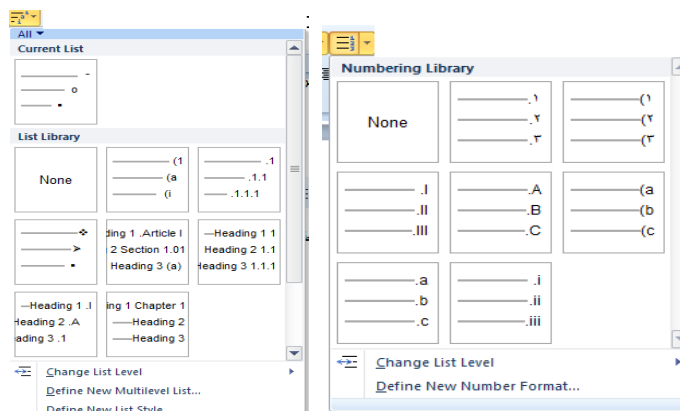 All
Current List
-
o
▪
List Library
None
(1
(a
(i
.1
.1.1
.1.1.1
❖
➢
▪
ding 1 .Article I
2 Section 1.01
Heading 3 (a)
Heading 1 1
Heading 2 1.1
Heading 3 1.1.1
Heading 1 .I
Heading 2 .A
ading 3 .1
ing 1 Chapter 1
Heading 2
Heading 3
Change List Level
Define New Multilevel List...
Define New List Style
:
Numbering Library
None
.١
.٢
.٣
(١
(٢
(٣
.I
.II
.III
.A
.B
.C
(a
(b
(c
.a
.b
.c
.i
.ii
.iii
Change List Level
Define New Number Format...